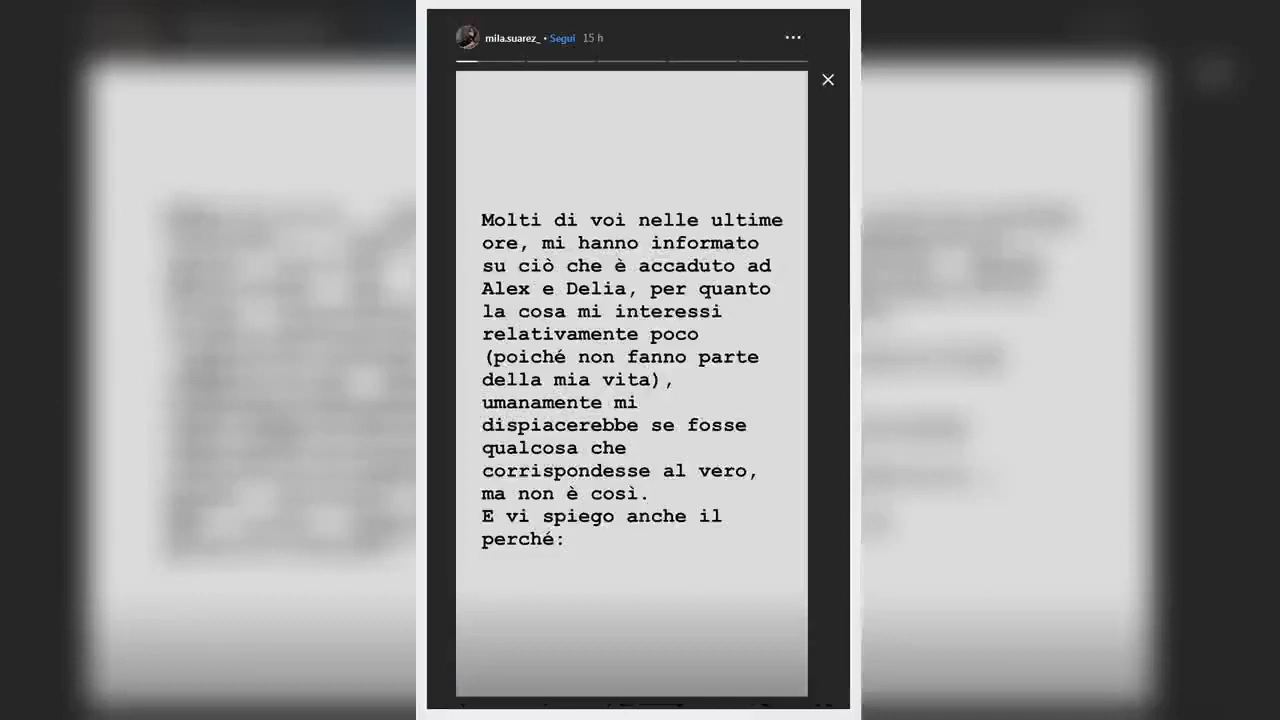 mila.suarez_ • Segui 15 h
Molti di voi nelle ultime
ore, mi hanno informato
su ciò che è accaduto ad
Alex e Delia, per quanto
la cosa mi interessi
relativamente poco
(poiché non fanno parte
della mia vita),
umanamente mi
dispiacerebbe se fosse
qualcosa che
corrispondesse al vero,
ma non è così.
E vi spiego anche il
perché: